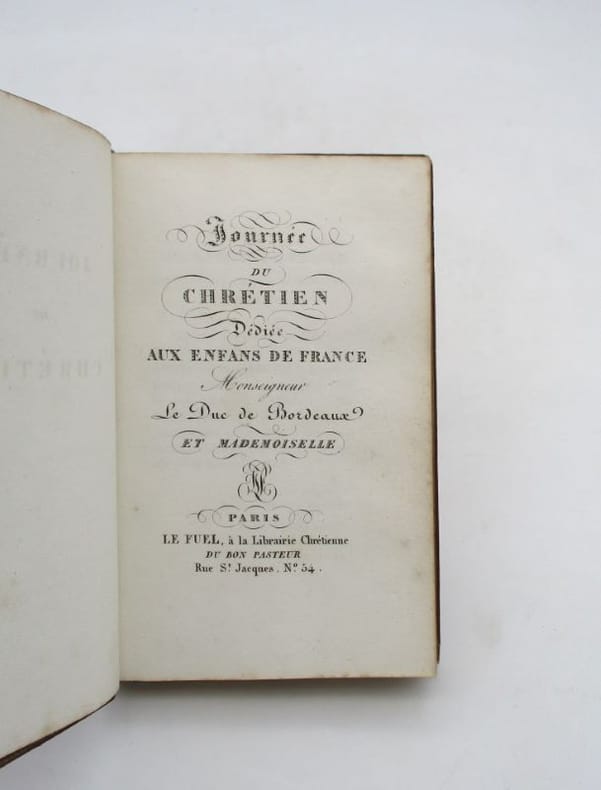 Journée
DU
CHRÉTIEN
Dédiée
AUX ENFANS DE FRANCE
Monseigneur
Le Duc de Bordeaux
ET MADEMOISELLE
PARIS
LE FUEL, à la Librairie Chrétienne
DU BON PASTEUR
Rue St Jacques, No 54.